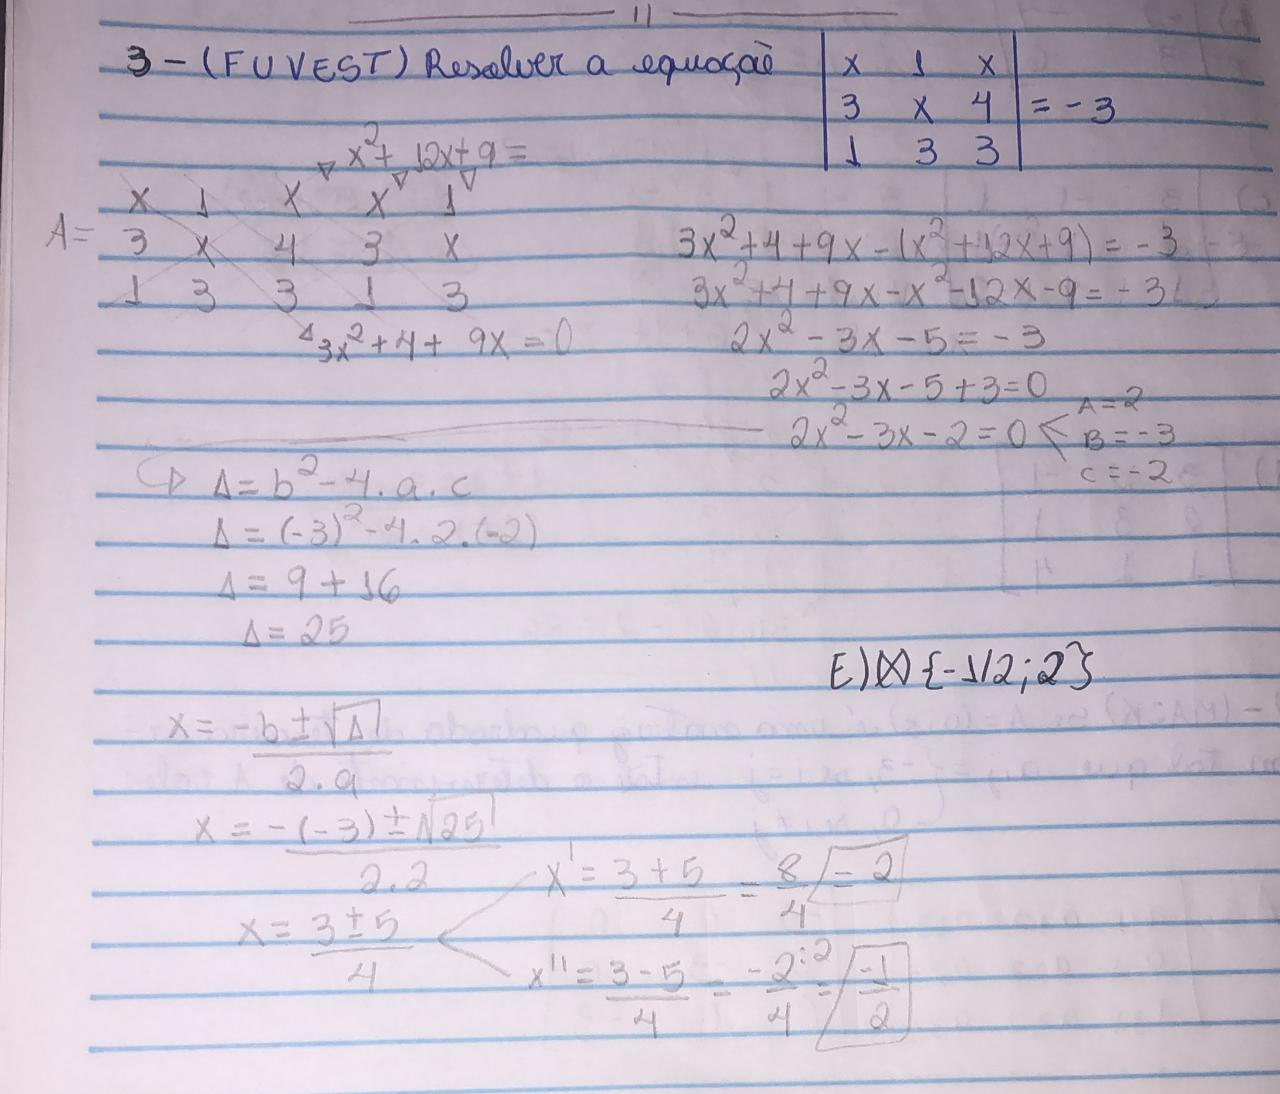 11
3 - (FUVEST) Resolver a equação
x 1 x
3 x 4 = -3
1 3 3
x² + 12x + 9 =
x 1 x x 1
A = 3 x 4 3 x
1 3 3 1 3
3x² + 4 + 9x = 0
3x² + 4 + 9x - (x² + 12x + 9) = -3
3x² + 4 + 9x - x² - 12x - 9 = -3
2x² - 3x - 5 = -3
2x² - 3x - 5 + 3 = 0
2x² - 3x - 2 = 0
A = 2
B = -3
C = -2
Δ = b² - 4 . a . c
Δ = (-3)² - 4 . 2 . (-2)
Δ = 9 + 16
Δ = 25
E) (X) {-1/2 ; 2}
x = -b ± √Δ / 2 . a
x = -(-3) ± √25 / 2 . 2
x = 3 ± 5 / 4
x' = 3 + 5 / 4 = 8 / 4 = 2
x'' = 3 - 5 / 4 = -2 :2 / 4 = -1 / 2